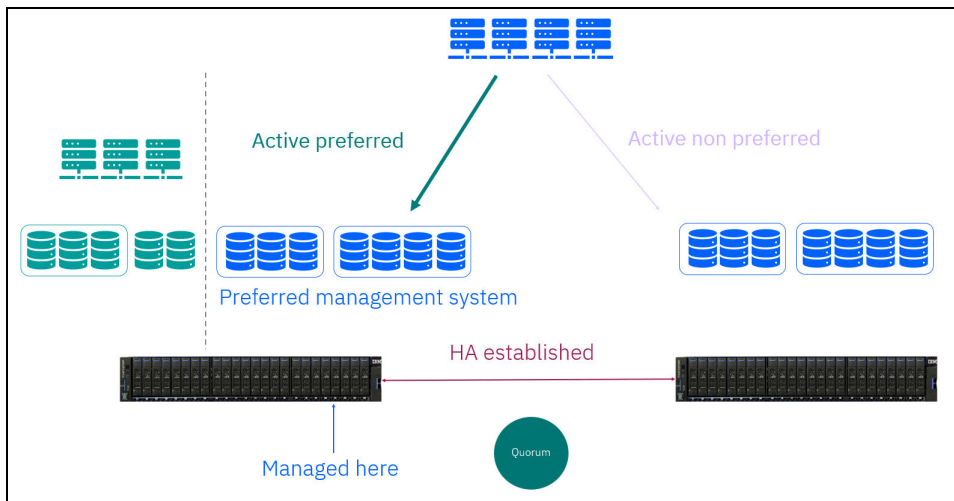 Active preferred
Active non preferred
Preferred management system
HA established
Managed here
Quorum